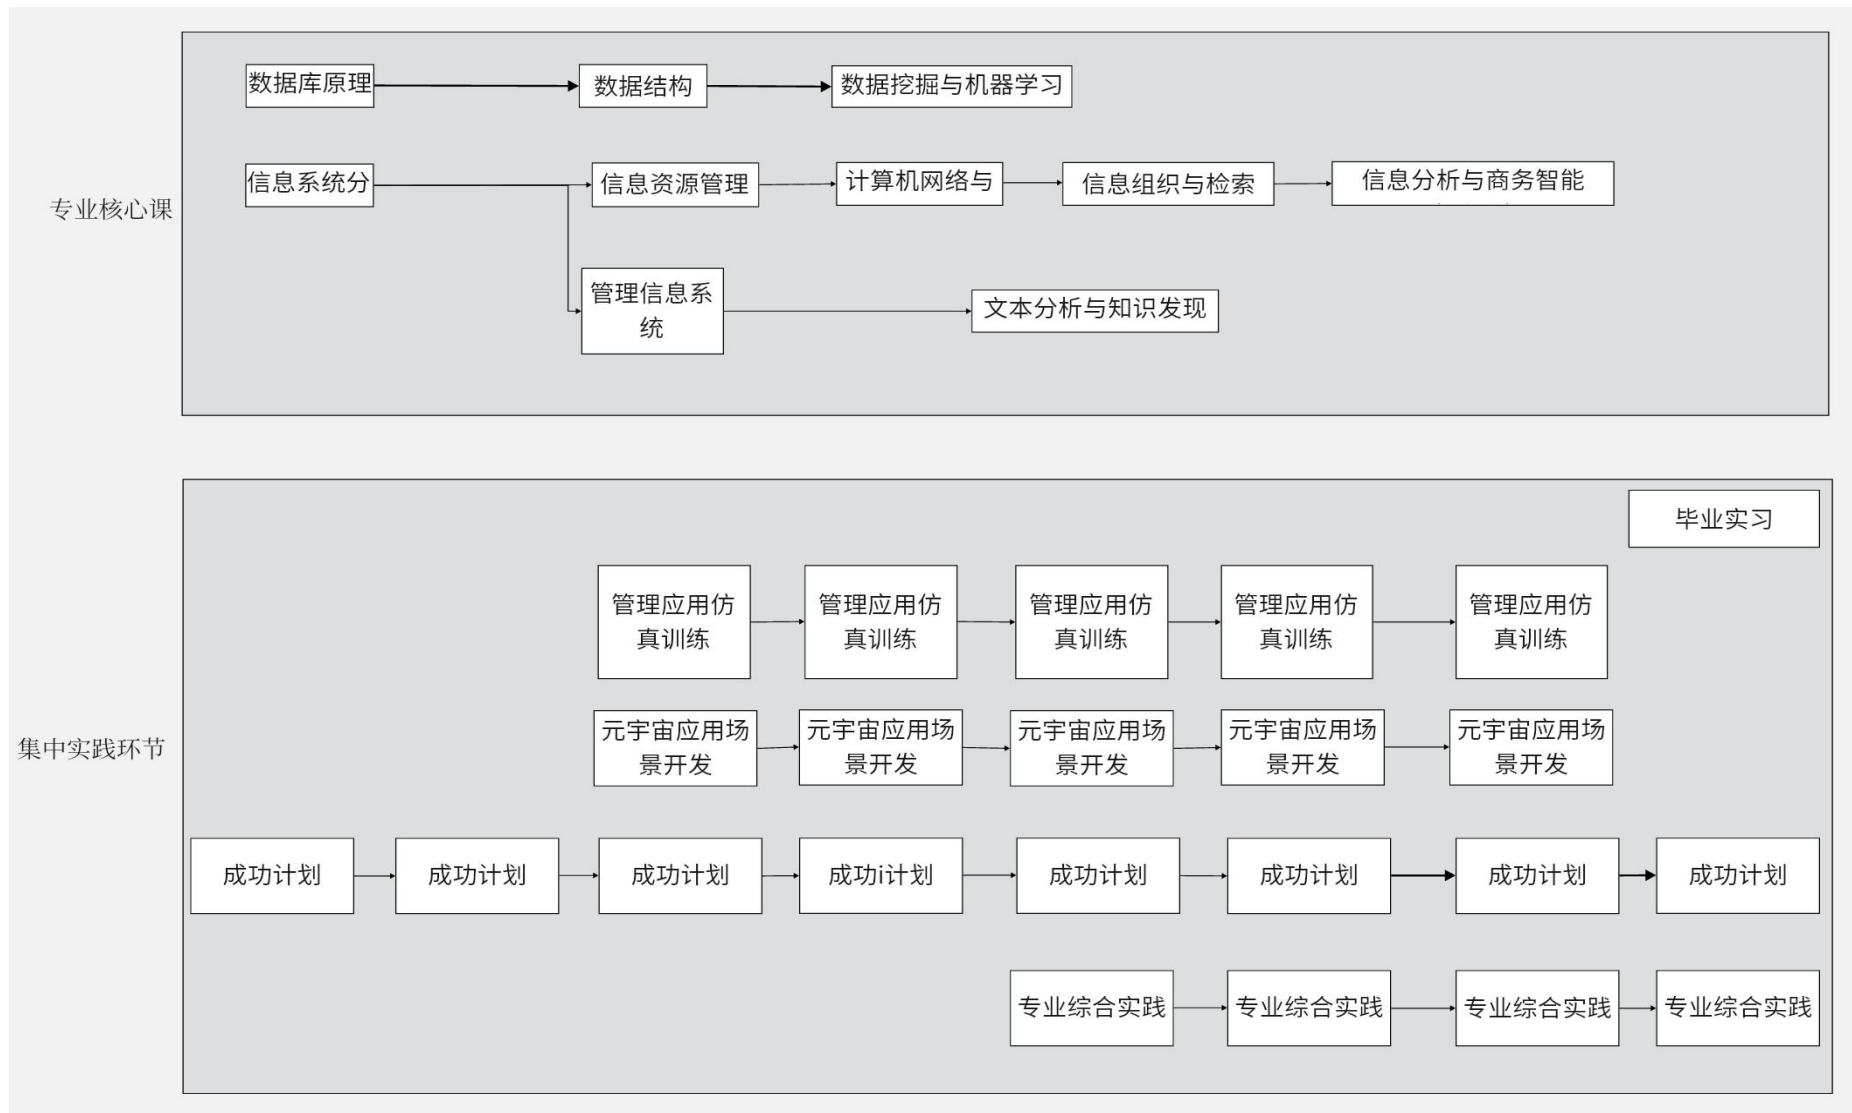 数据库原理
数据结构
数据挖掘与机器学习
信息系统分
信息资源管理
计算机网络与
信息组织与检索
信息分析与商务智能
专业核心课
管理信息系
统
文本分析与知识发现
毕业实习
管理应用仿
真训练
管理应用仿
真训练
管理应用仿
真训练
管理应用仿
真训练
管理应用仿
真训练
元宇宙应用场
景开发
元宇宙应用场
景开发
元宇宙应用场
景开发
元宇宙应用场
景开发
元宇宙应用场
景开发
集中实践环节
成功计划
成功计划
成功计划
成功i计划
成功计划
成功计划
成功计划
成功计划
专业综合实践
专业综合实践
专业综合实践
专业综合实践